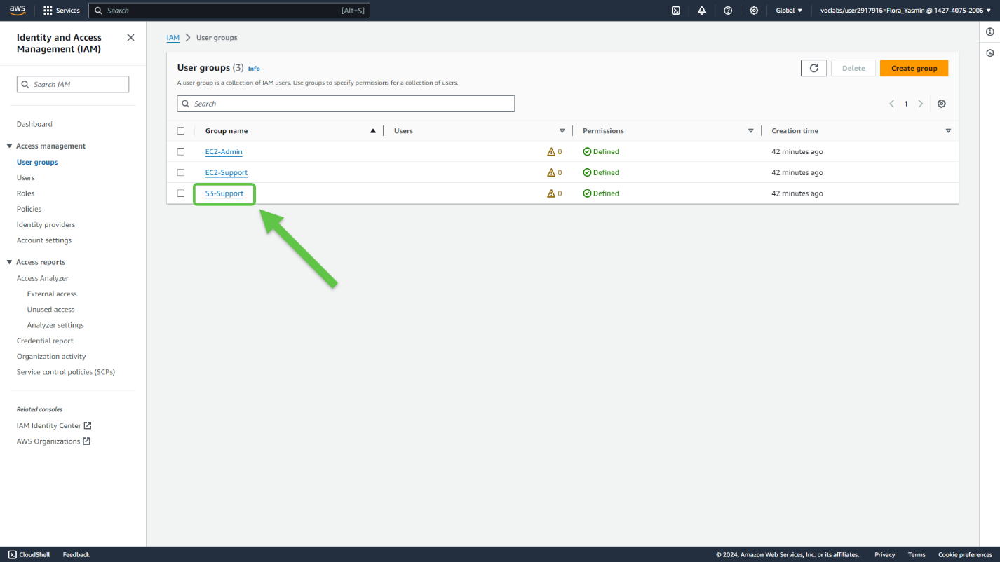 aws
Services
Search
[Alt+S]
Global
voclabs/user2917916=Flora_Yasmin @ 1427-4075-2006
Identity and Access
Management (IAM)
Search IAM
Dashboard
Access management
User groups
Users
Roles
Policies
Identity providers
Account settings
Access reports
Access Analyzer
External access
Unused access
Analyzer settings
Credential report
Organization activity
Service control policies (SCPs)
Related consoles
IAM Identity Center
AWS Organizations
IAM > User groups
User groups (3) Info
A user group is a collection of IAM users. Use groups to specify permissions for a collection of users.
Delete
Create group
Search
1
Group name Users Permissions Creation time
EC2-Admin 0 Defined 42 minutes ago
EC2-Support 0 Defined 42 minutes ago
S3-Support 0 Defined 42 minutes ago
CloudShell Feedback © 2024, Amazon Web Services, Inc. or its affiliates. Privacy Terms Cookie preferences